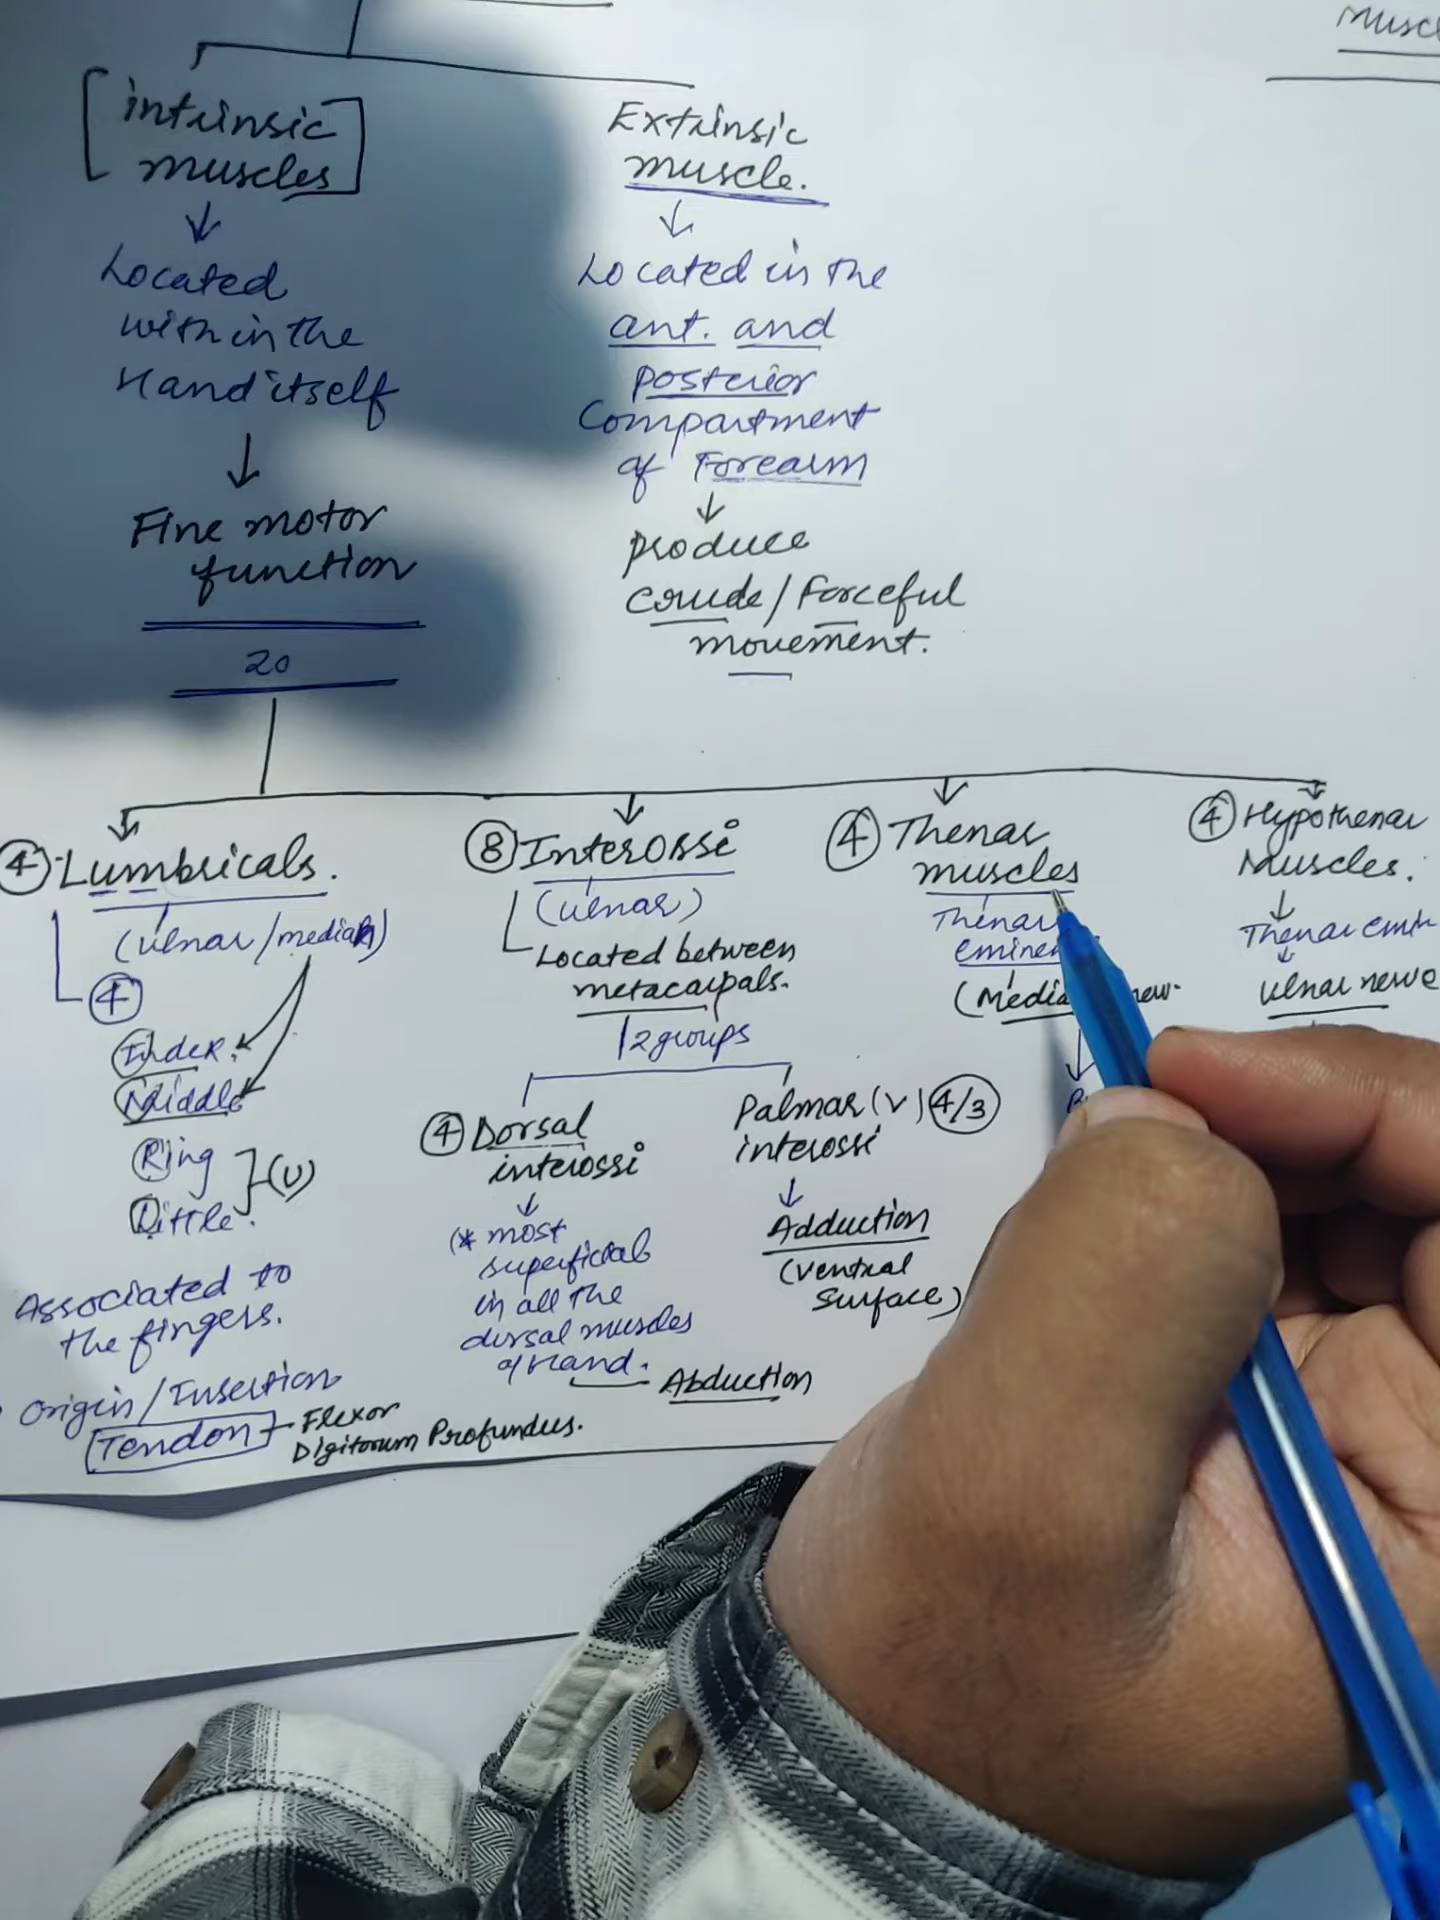 Muscl
[intrinsic
muscles]
Located
within the
Hand itself
Fine motor
function
20
Extrinsic
muscle.
Located in the
ant. and
posterior
Compartment
of Forearm
produce
crude/Forceful
movement.
④ Lumbricals.
(ulnar/median)
④
Index.
Middle
Ring
Little.
(U)
Associated to
the fingers.
Origin/Insertion
Tendon - Flexor
Digitorum Profundus.
⑧ Interossi
(ulnar)
Located between
metacarpals.
2 groups
④ Dorsal
interossi
(* most
superficial
in all the
dorsal muscles
of Hand.
Abduction
Palmar (V) 4/3
interossi
Adduction
(ventral
surface)
④ Thenar
muscles
Thenar
(Media
④ Hypothenar
Muscles.
Thenar emin
ulnar nerve